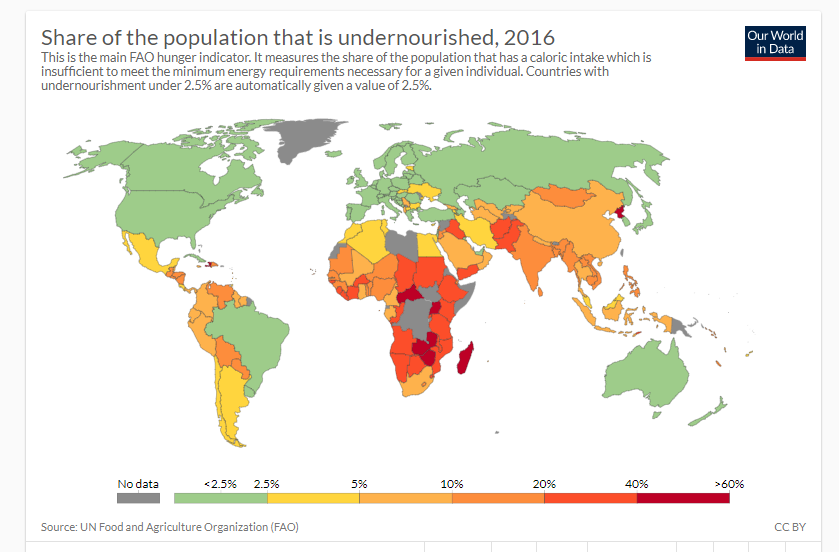 Share of the population that is undernourished, 2016
This is the main FAO hunger indicator. It measures the share of the population that has a caloric intake which is
insufficient to meet the minimum energy requirements necessary for a given individual. Countries with
undernourishment under 2.5% are automatically given a value of 2.5%.
Our World
in Data
No data <2.5% 2.5% 5% 10% 20% 40% >60%
Source: UN Food and Agriculture Organization (FAO) CC BY